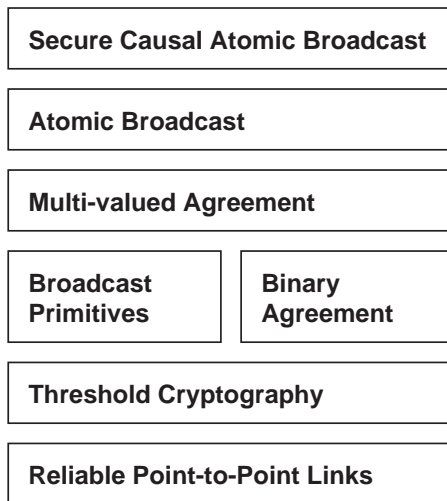 Secure Causal Atomic Broadcast
Atomic Broadcast
Multi-valued Agreement
Broadcast
Primitives
Binary
Agreement
Threshold Cryptography
Reliable Point-to-Point Links